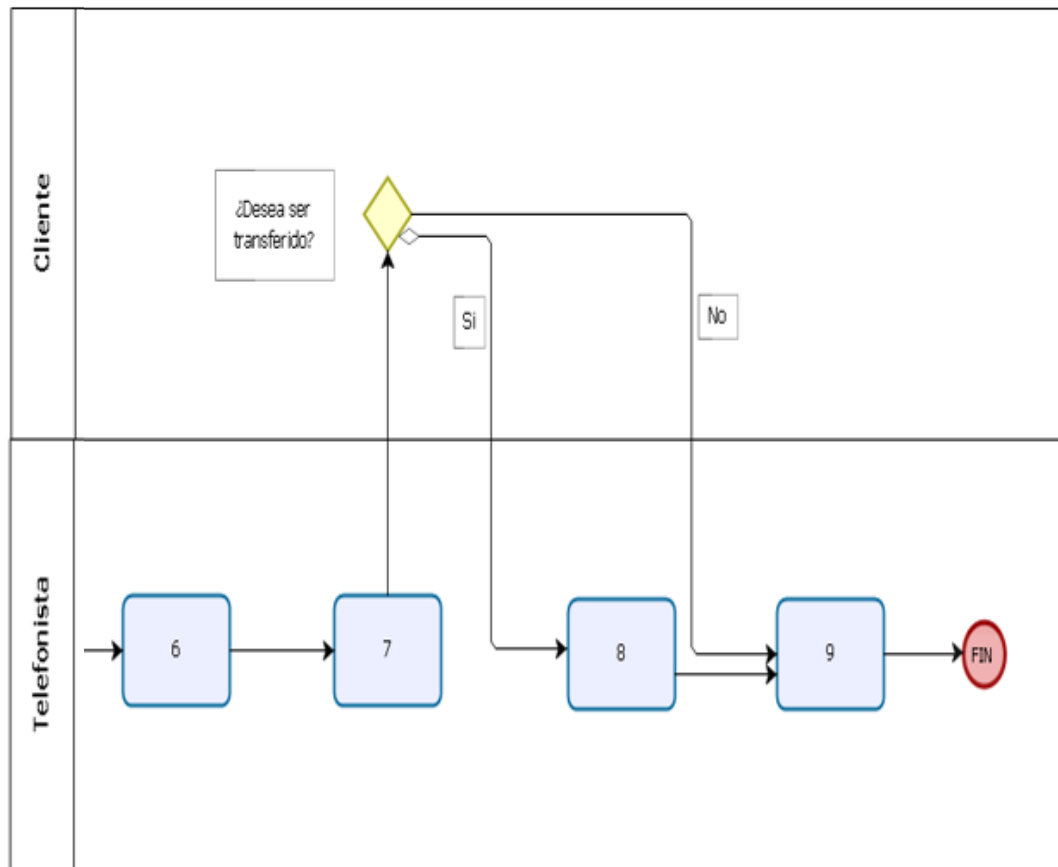 Cliente
¿Desea ser
transferido?
Si
No
Telefonista
6
7
8
9
FIN